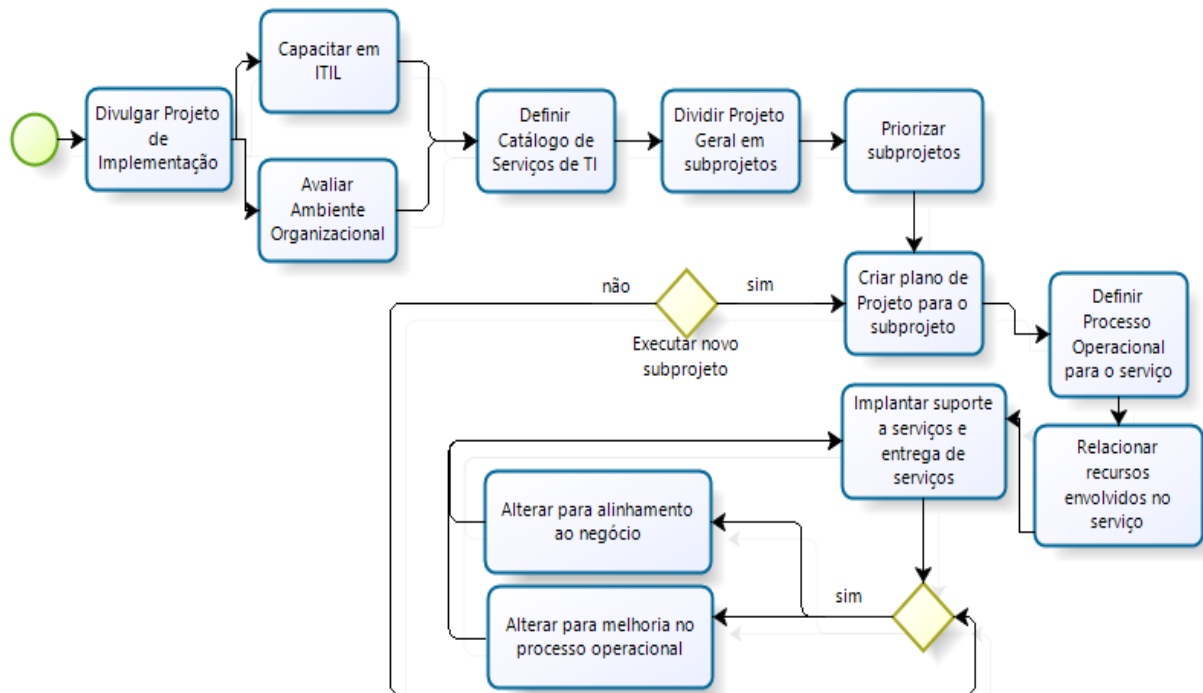 Capacitar em
ITIL
Divulgar Projeto
de
Implementação
Avaliar
Ambiente
Organizacional
Definir
Catálogo de
Serviços de TI
Dividir Projeto
Geral em
subprojetos
Priorizar
subprojetos
não
sim
Executar novo
subprojeto
Criar plano de
Projeto para o
subprojeto
Definir
Processo
Operacional
para o serviço
Implantar suporte
a serviços e
entrega de
serviços
Relacionar
recursos
envolvidos no
serviço
Alterar para alinhamento
ao negócio
sim
Alterar para melhoria no
processo operacional